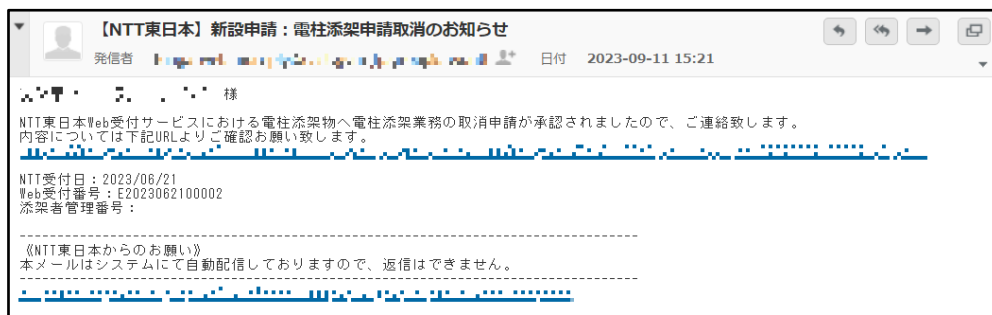 【NTT東日本】新設申請：電柱添架申請取消のお知らせ
発信者 日付 2023-09-11 15:21
様
NTT東日本Web受付サービスにおける電柱添架物へ電柱添架業務の取消申請が承認されましたので、ご連絡致します。
内容については下記URLよりご確認お願い致します。
NTT受付日：2023/06/21
Web受付番号：E2023062100002
添架者管理番号：
--------------------------------------------------------------------------------
《NTT東日本からのお願い》
本メールはシステムにて自動配信しておりますので、返信はできません。
--------------------------------------------------------------------------------